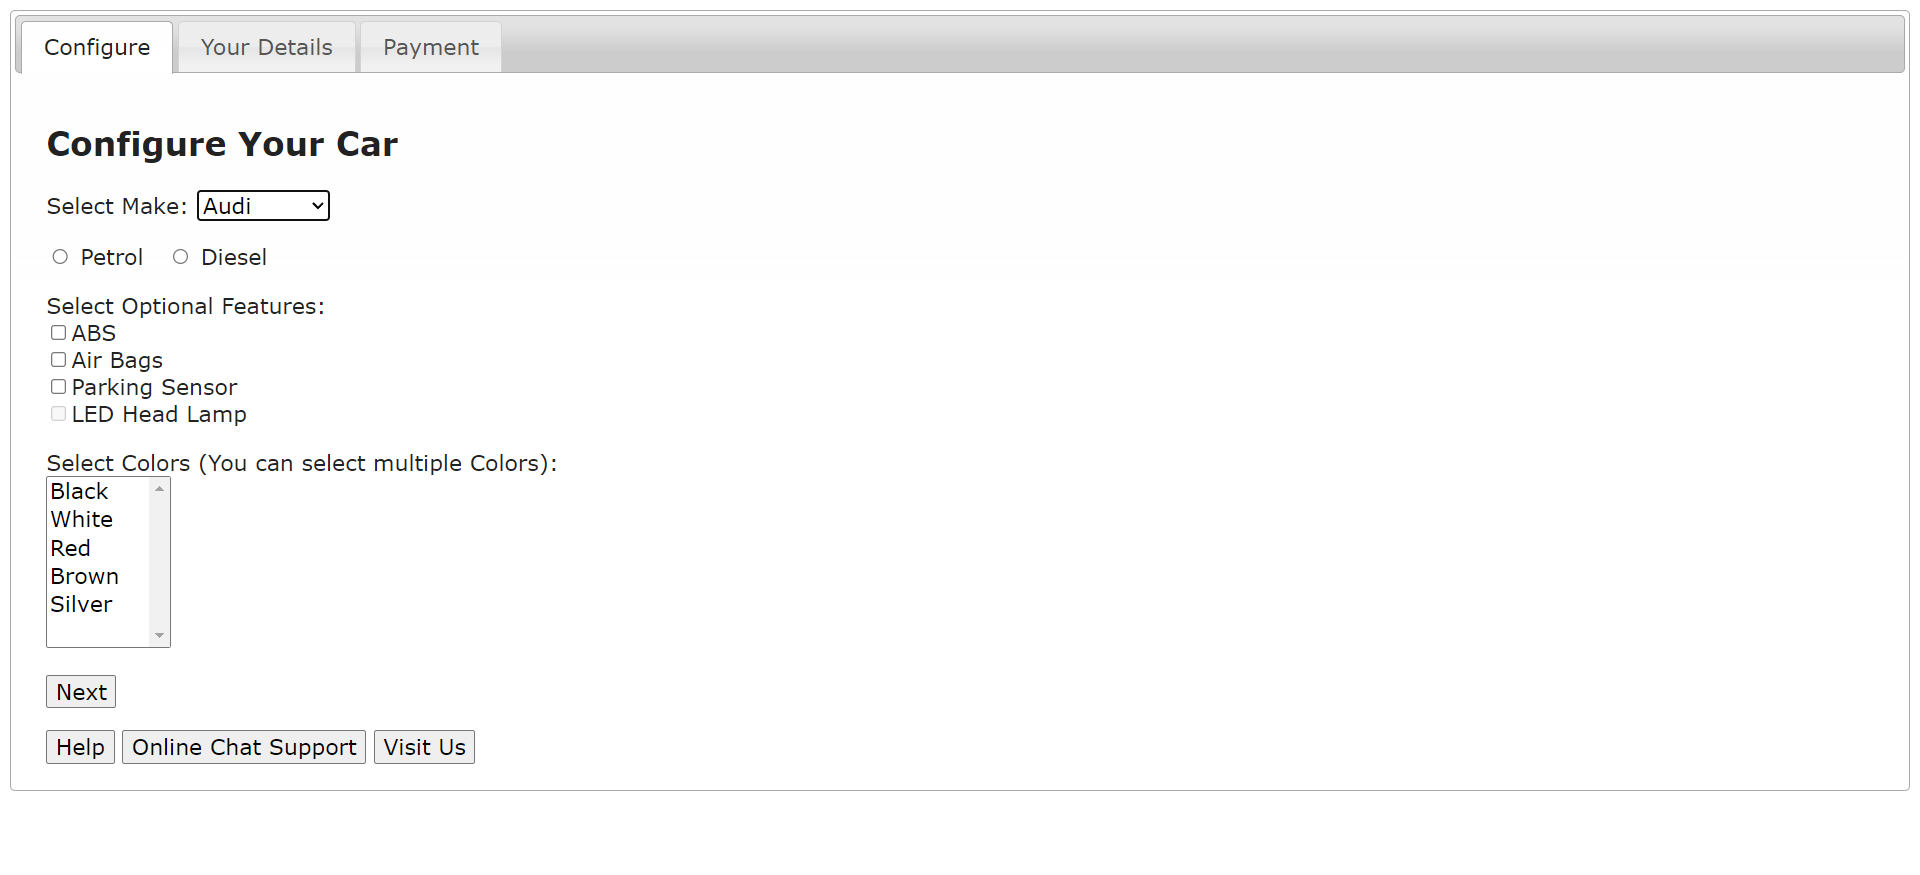 Configure Your Details Payment
Configure Your Car
Select Make: Audi
Petrol Diesel
Select Optional Features:
ABS
Air Bags
Parking Sensor
LED Head Lamp
Select Colors (You can select multiple Colors):
Black
White
Red
Brown
Silver
Next
Help Online Chat Support Visit Us